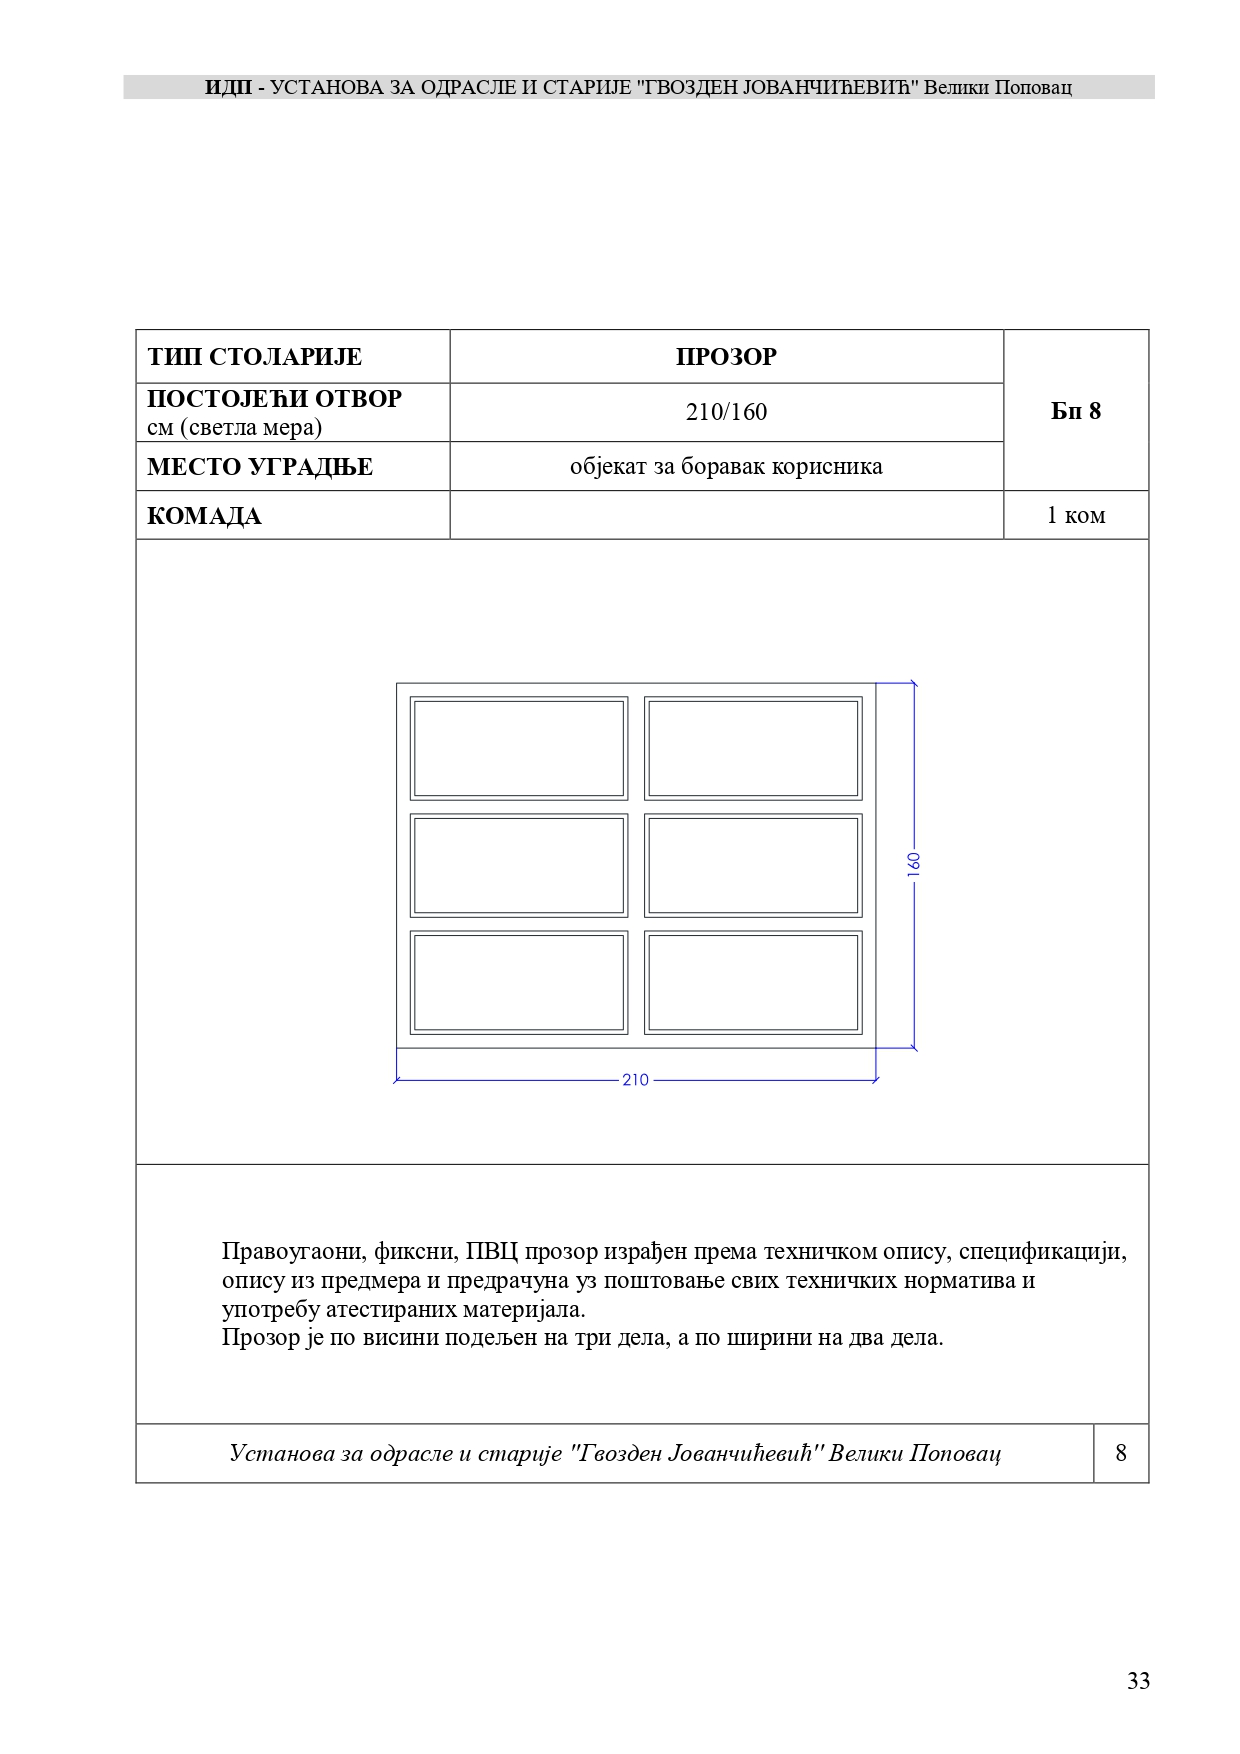 ИДП - УСТАНОВА ЗА ОДРАСЛЕ И СТАРИЈЕ "ГВОЗДЕН ЈОВАНЧИЋЕВИЋ" Велики Поповац
ТИП СТОЛАРИЈЕ
ПРОЗОР
ПОСТОЈЕЋИ ОТВОР
см (светла мера)
210/160
Бп 8
МЕСТО УГРАДЊЕ
објекат за боравак корисника
КОМАДА
1 ком
160
210
Правоугаони, фиксни, ПВЦ прозор израђен према техничком опису, спецификацији,
опису из предмера и предрачуна уз поштовање свих техничких норматива и
употребу атестираних материјала.
Прозор је по висини подељен на три дела, а по ширини на два дела.
Установа за одрасле и старије "Гвозден Јованчићевић" Велики Поповац
8
33